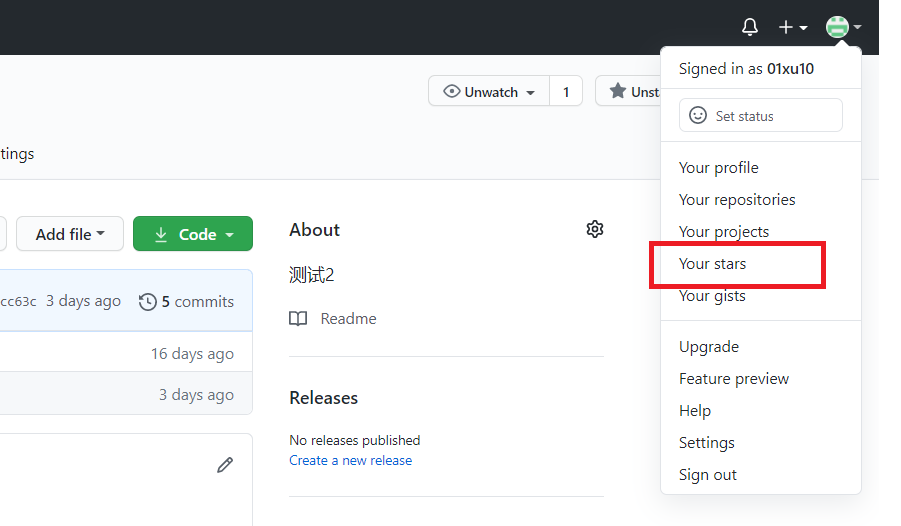 Signed in as 01xu10
Unwatch 1
Unst
Set status
tings
Your profile
Your repositories
Your projects
Your stars
Your gists
Add file
Code
About
测试2
cc63c 3 days ago 5 commits
Readme
16 days ago
3 days ago
Releases
No releases published
Create a new release
Upgrade
Feature preview
Help
Settings
Sign out